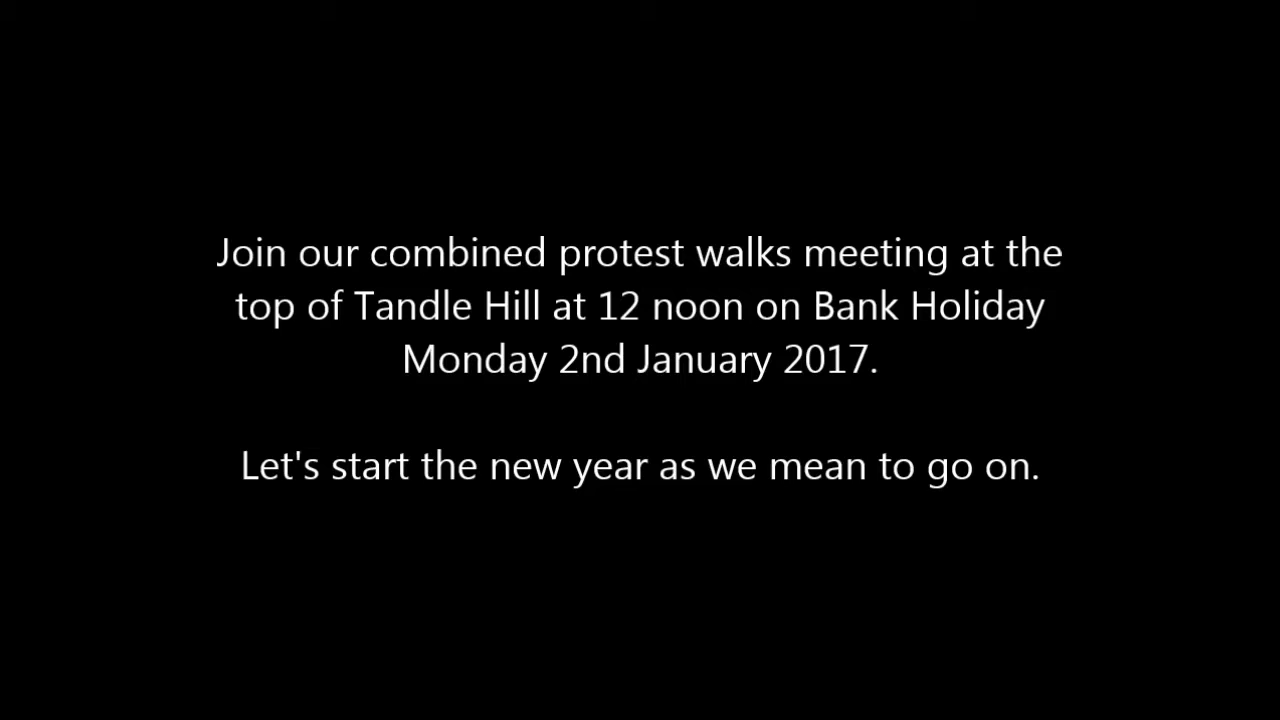 Join our combined protest walks meeting at the
top of Tandle Hill at 12 noon on Bank Holiday
Monday 2nd January 2017.
Let's start the new year as we mean to go on.